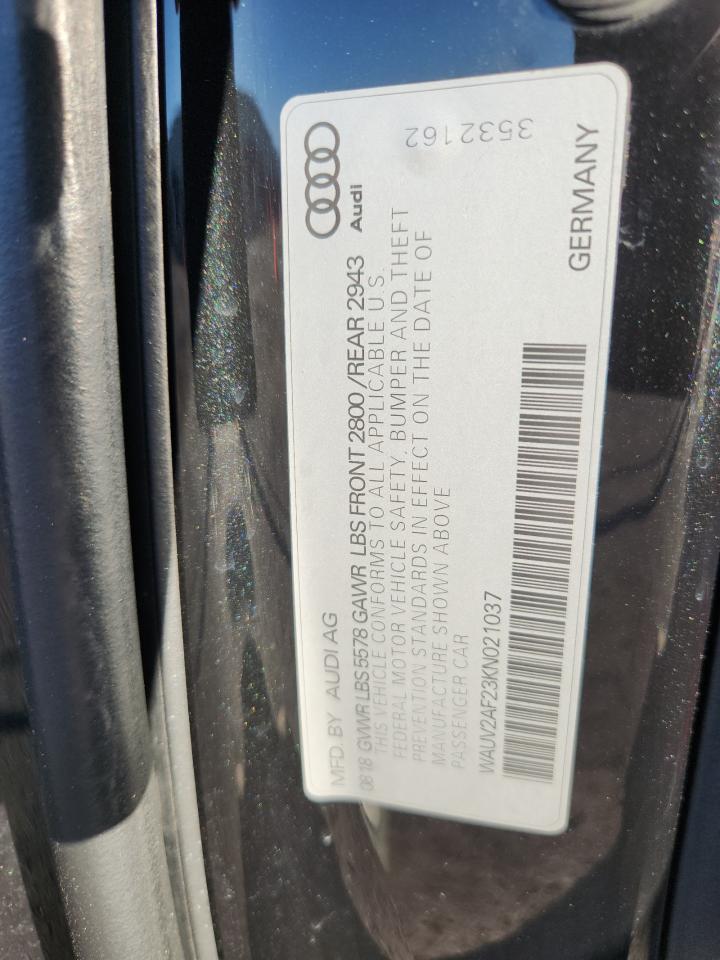 MFD. BY AUDI AG
Audi
0818 GVWR LBS 5578 GAWR LBS FRONT 2800 /REAR 2943
THIS VEHICLE CONFORMS TO ALL APPLICABLE U.S.
FEDERAL MOTOR VEHICLE SAFETY, BUMPER AND THEFT
PREVENTION STANDARDS IN EFFECT ON THE DATE OF
MANUFACTURE SHOWN ABOVE
PASSENGER CAR
3532162
WAUV2AF23KN021037
GERMANY